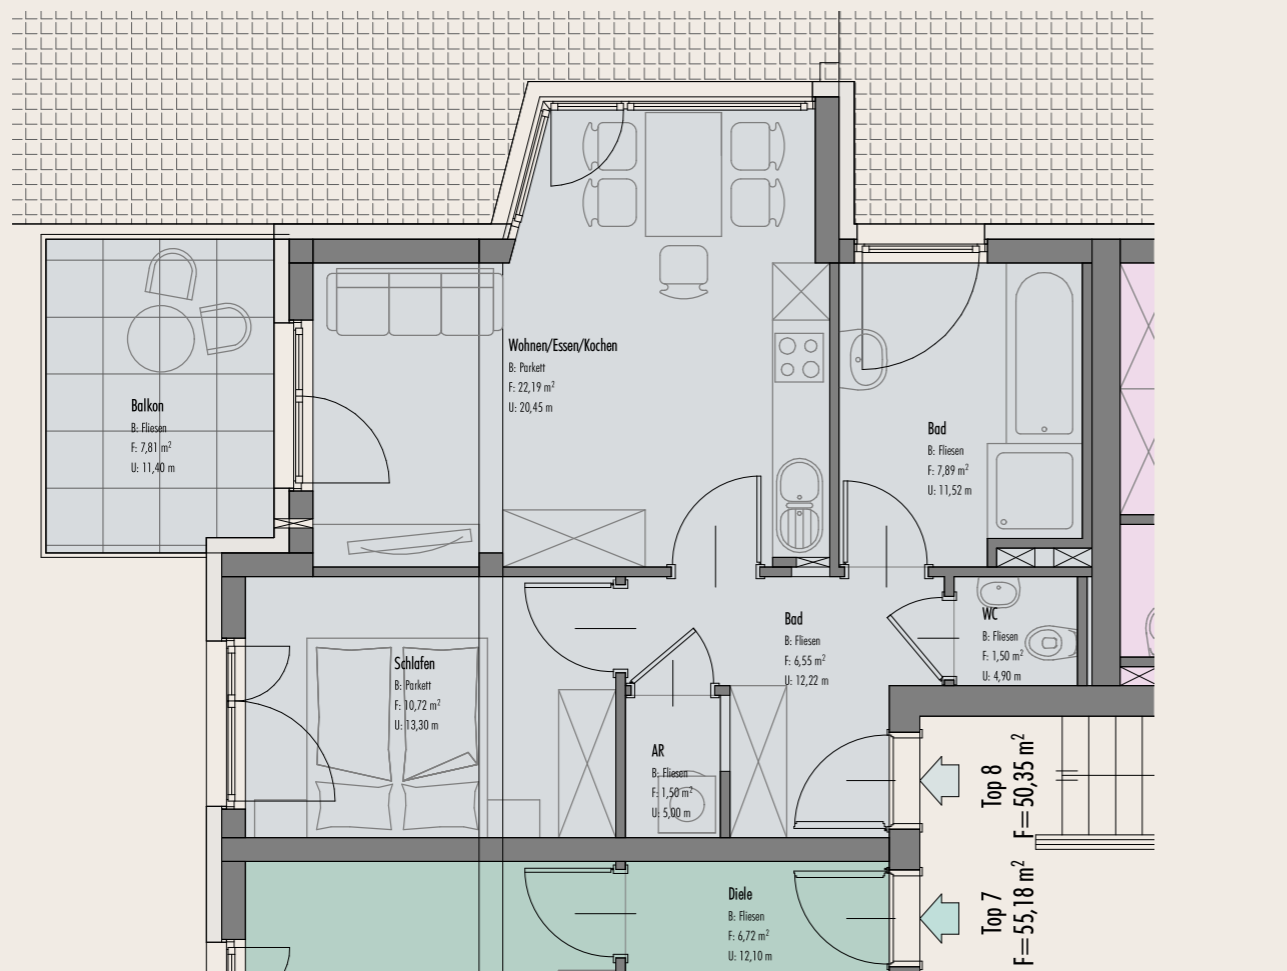 Wohnen/Essen/Kochen
B: Parkett
F: 22,19 m²
U: 20,45 m
Balkon
B: Fliesen
F: 7,81 m²
U: 11,40 m
Bad
B: Fliesen
F: 7,89 m²
U: 11,52 m
Bad
B: Fliesen
F: 6,55 m²
U: 12,22 m
WC
B: Fliesen
F: 1,50 m²
U: 4,90 m
Schlafen
B: Parkett
F: 10,72 m²
U: 13,30 m
AR
B: Fliesen
F: 1,50 m²
U: 5,00 m
Top 8
F=50,35 m²
Diele
B: Fliesen
F: 6,72 m²
U: 12,10 m
Top 7
F=55,18 m²